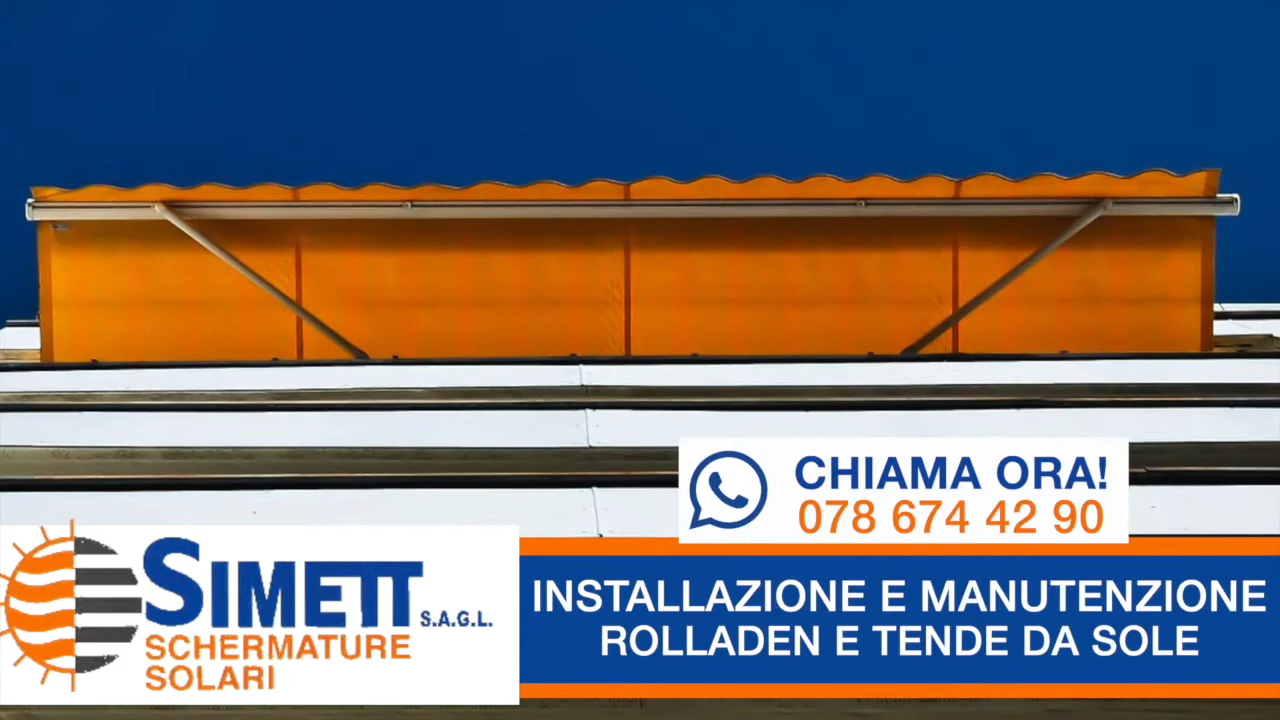 CHIAMA ORA!
078 674 42 90
SIMETT S.A.G.L.
SCHERMATURE
SOLARI
INSTALLAZIONE E MANUTENZIONE
ROLLADEN E TENDE DA SOLE